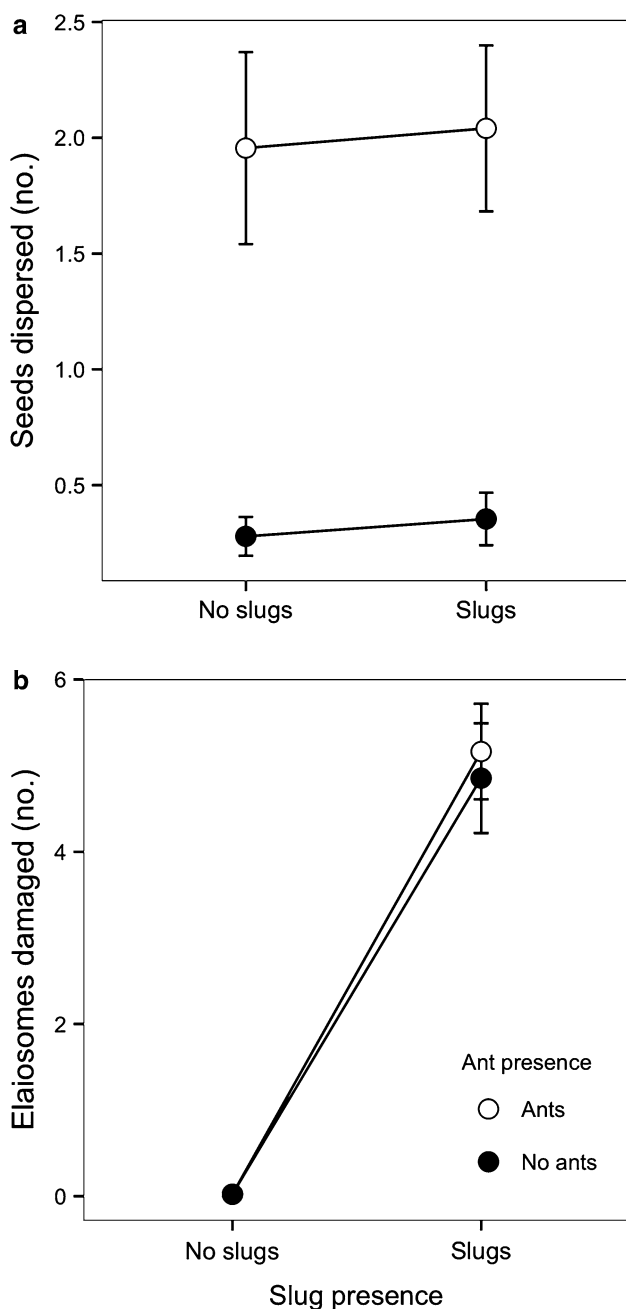 a
Seeds dispersed (no.)
2.5
2.0
1.5
1.0
0.5
No slugs Slugs
b
Elaiosomes damaged (no.)
6
4
2
0
Ant presence
Ants
No ants
No slugs Slugs
Slug presence